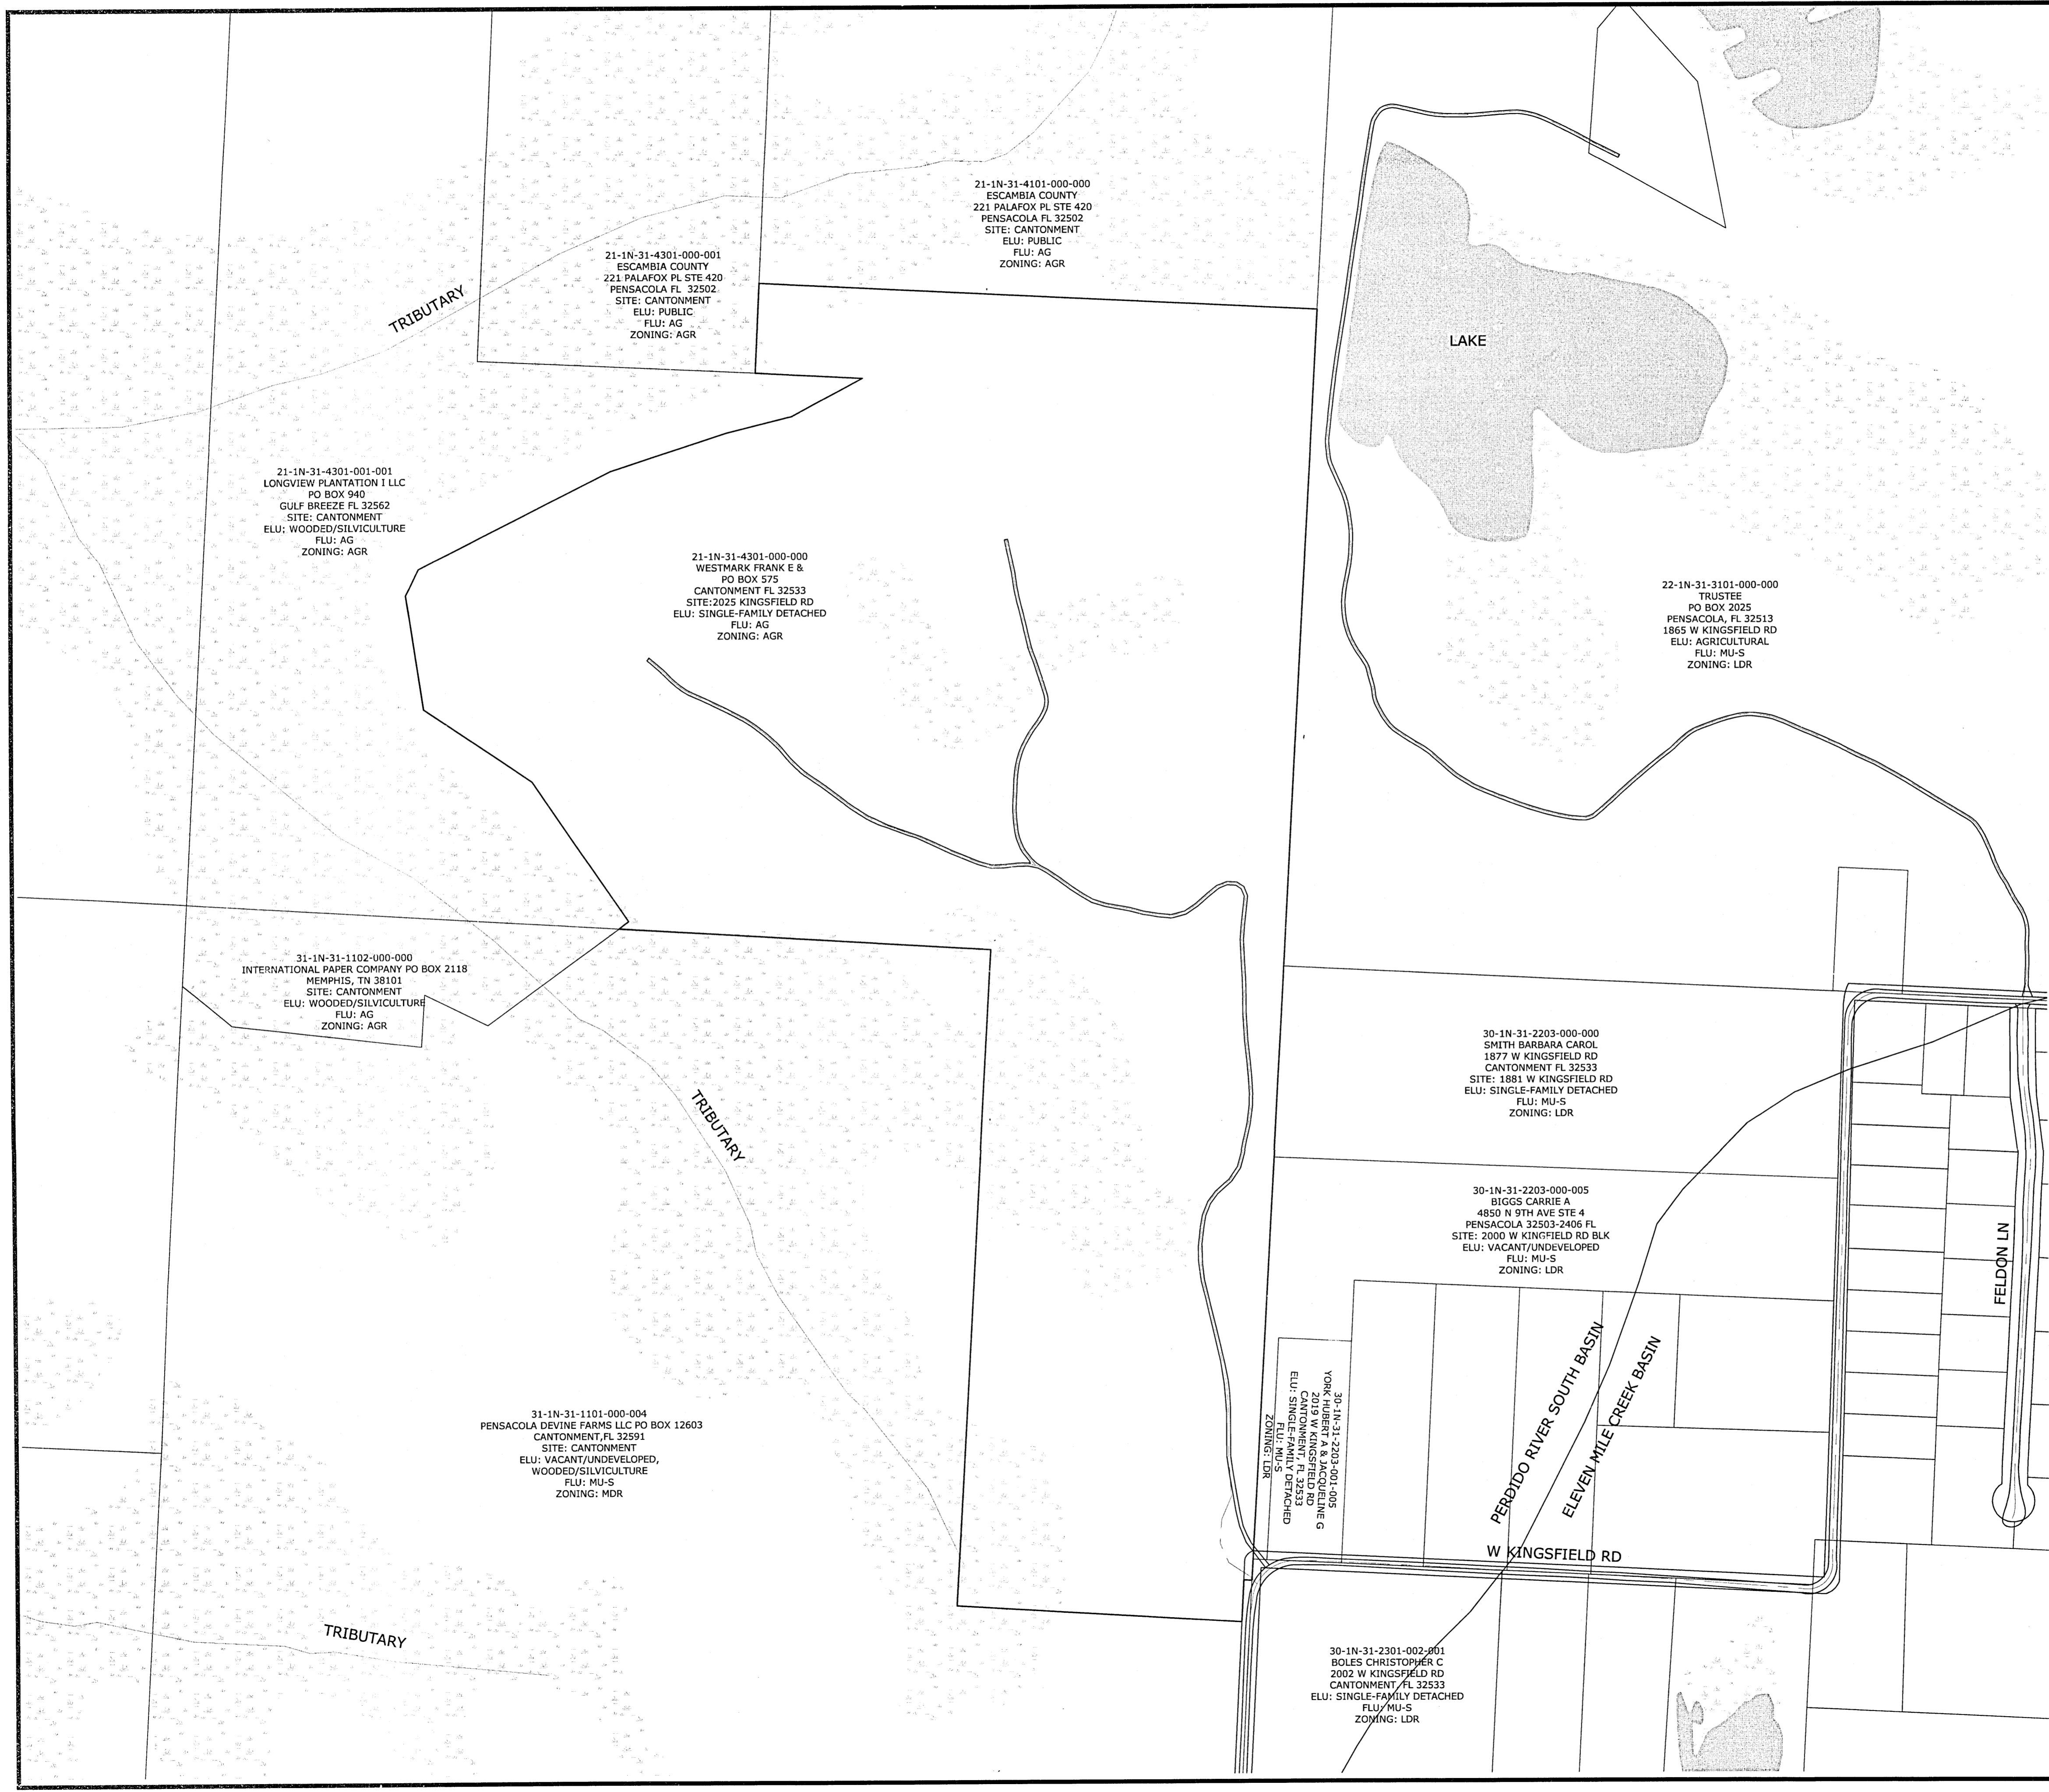 21-1N-31-4101-000-000
ESCAMBIA COUNTY
221 PALAFOX PL STE 420
PENSACOLA FL 32502
SITE: CANTONMENT
ELU: PUBLIC
FLU: AG
ZONING: AGR
21-1N-31-4301-000-001
ESCAMBIA COUNTY
221 PALAFOX PL STE 420
PENSACOLA FL 32502
SITE: CANTONMENT
ELU: PUBLIC
FLU: AG
ZONING: AGR
TRIBUTARY
LAKE
21-1N-31-4301-001-001
LONGVIEW PLANTATION I LLC
PO BOX 940
GULF BREEZE FL 32562
SITE: CANTONMENT
ELU: WOODED/SILVICULTURE
FLU: AG
ZONING: AGR
21-1N-31-4301-000-000
WESTMARK FRANK E &
PO BOX 575
CANTONMENT FL 32533
SITE:2025 KINGSFIELD RD
ELU: SINGLE-FAMILY DETACHED
FLU: AG
ZONING: AGR
22-1N-31-3101-000-000
TRUSTEE
PO BOX 2025
PENSACOLA, FL 32513
1865 W KINGSFIELD RD
ELU: AGRICULTURAL
FLU: MU-S
ZONING: LDR
31-1N-31-1102-000-000
INTERNATIONAL PAPER COMPANY PO BOX 2118
MEMPHIS, TN 38101
SITE: CANTONMENT
ELU: WOODED/SILVICULTURE
FLU: AG
ZONING: AGR
30-1N-31-2203-000-000
SMITH BARBARA CAROL
1877 W KINGSFIELD RD
CANTONMENT FL 32533
SITE: 1881 W KINGSFIELD RD
ELU: SINGLE-FAMILY DETACHED
FLU: MU-S
ZONING: LDR
TRIBUTARY
30-1N-31-2203-000-005
BIGGS CARRIE A
4850 N 9TH AVE STE 4
PENSACOLA 32503-2406 FL
SITE: 2000 W KINGFIELD RD BLK
ELU: VACANT/UNDEVELOPED
FLU: MU-S
ZONING: LDR
FELDON LN
30-1N-31-2203-001-005
YORK HUBERT A & JACQUELINE G
2019 W KINGSFIELD RD
CANTONMENT, FL 32533
ELU: SINGLE-FAMILY DETACHED
FLU: MU-S
ZONING: LDR
PERDIDO RIVER SOUTH BASIN
ELEVEN MILE CREEK BASIN
31-1N-31-1101-000-004
PENSACOLA DEVINE FARMS LLC PO BOX 12603
CANTONMENT,FL 32591
SITE: CANTONMENT
ELU: VACANT/UNDEVELOPED,
WOODED/SILVICULTURE
FLU: MU-S
ZONING: MDR
W KINGSFIELD RD
TRIBUTARY
30-1N-31-2301-002-001
BOLES CHRISTOPHER C
2002 W KINGSFIELD RD
CANTONMENT, FL 32533
ELU: SINGLE-FAMILY DETACHED
FLU: MU-S
ZONING: LDR